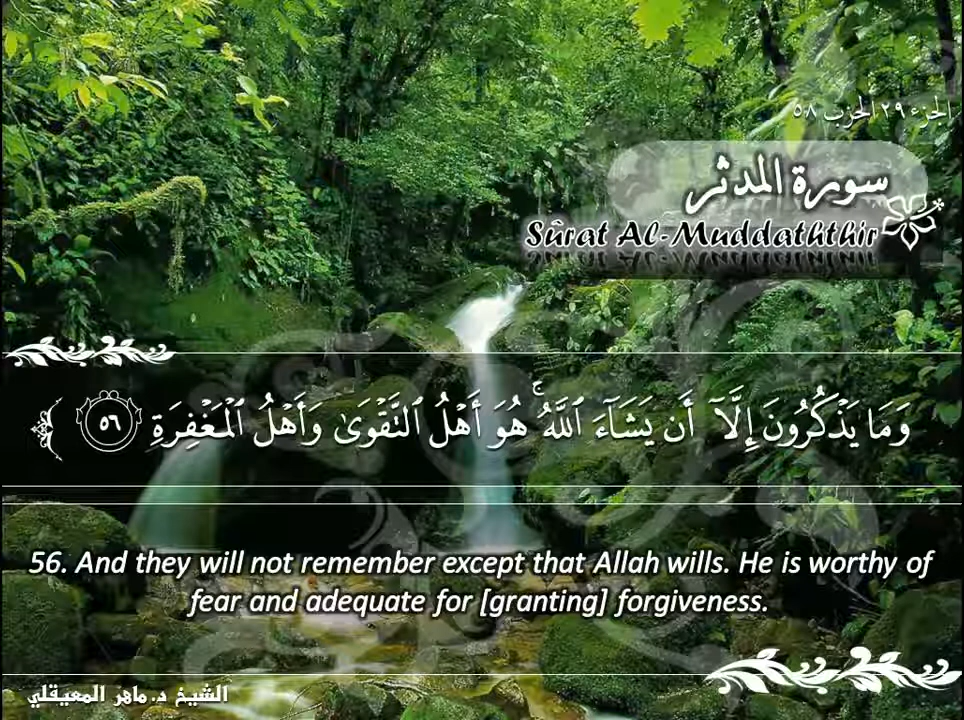 الجزء ٢٩ الحزب ٥٨
سورة المدثر
Sûrat Al-Muddaththir
وَمَا يَذْكُرُونَ إِلَّآ أَن يَشَآءَ ٱللَّهُ ۚ هُوَ أَهْلُ ٱلتَّقْوَىٰ وَأَهْلُ ٱلْمَغْفِرَةِ ٥٦
56. And they will not remember except that Allah wills. He is worthy of
fear and adequate for [granting] forgiveness.
الشيخ د. ماهر المعيقلي